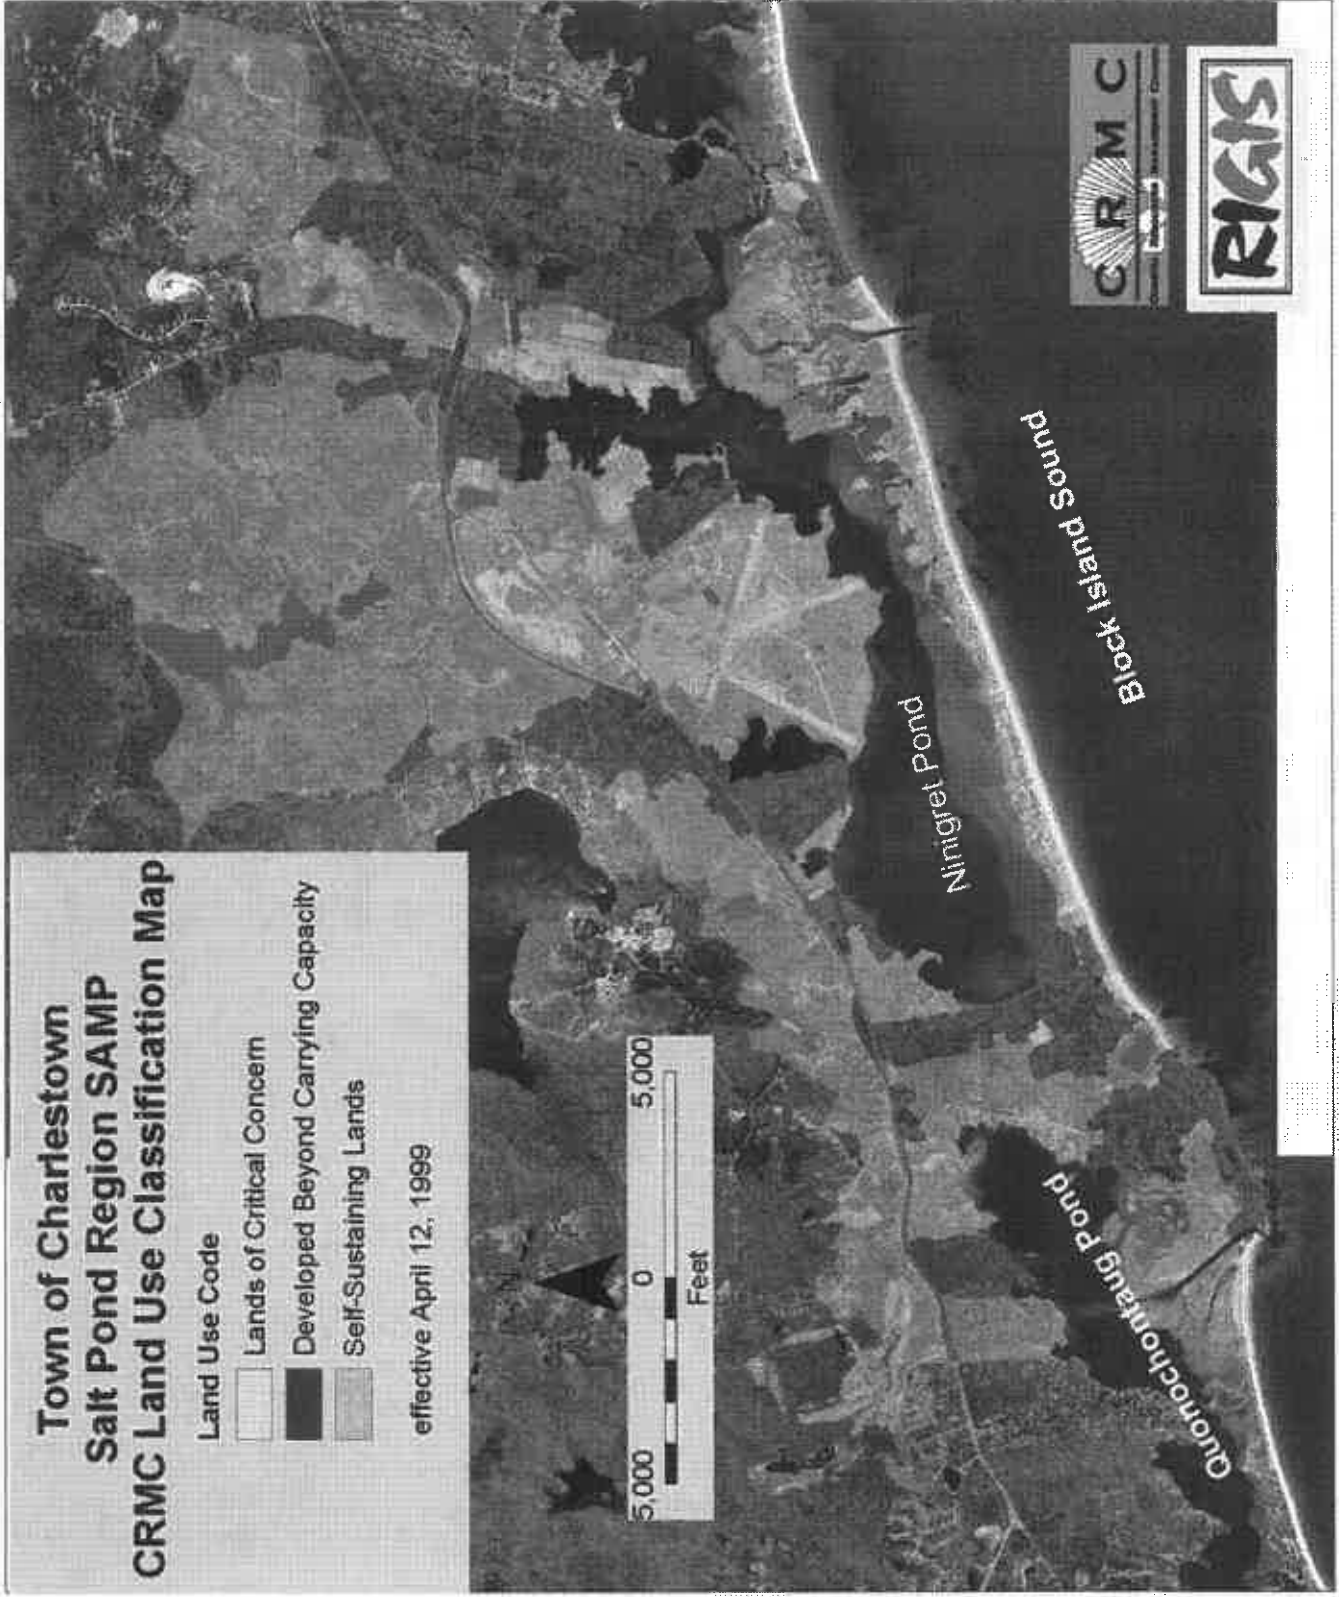 Town of Charlestown
Salt Pond Region SAMP
CRMC Land Use Classification Map
Land Use Code
Lands of Critical Concern
Developed Beyond Carrying Capacity
Self-Sustaining Lands
effective April 12, 1999
N
5,000
0
5,000
Feet
Ninigret Pond
Block Island Sound
Quonochontaug Pond
C R M C
RIGIS